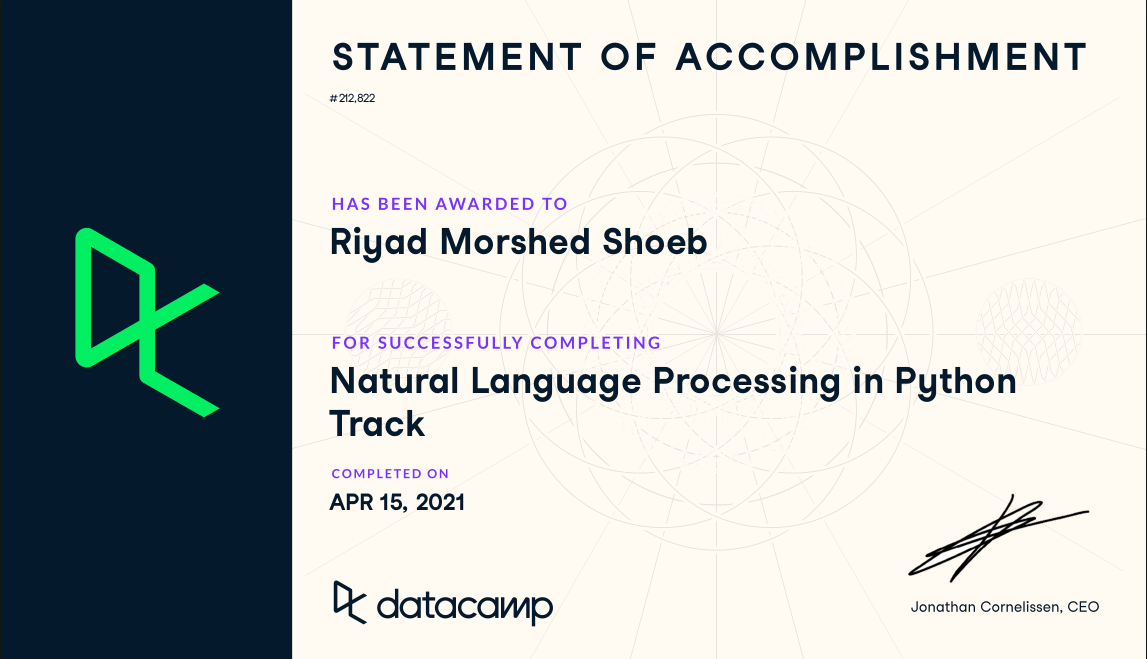 STATEMENT OF ACCOMPLISHMENT
#212,822
HAS BEEN AWARDED TO
Riyad Morshed Shoeb
FOR SUCCESSFULLY COMPLETING
Natural Language Processing in Python
Track
COMPLETED ON
APR 15, 2021
datacamp
Jonathan Cornelissen, CEO